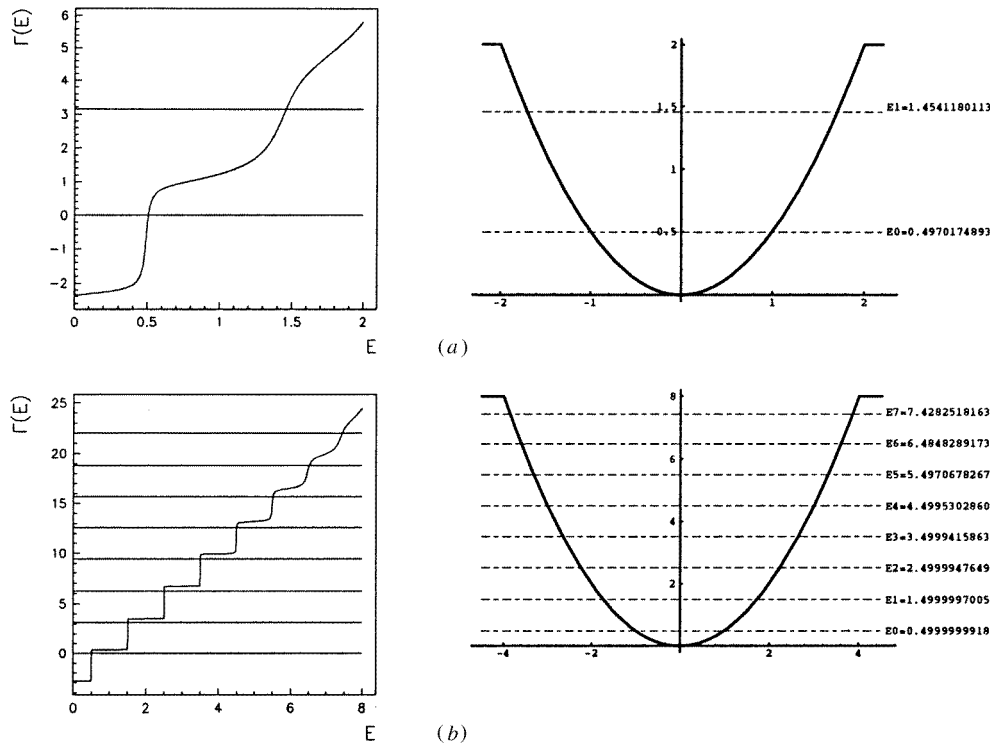 Γ(E)
6
5
4
3
2
1
0
−1
−2
0 0.5 1 1.5 2
E
2
1.5
1
0.5
-2 -1 1 2
E1=1.4541180113
E0=0.4970174893
(a)
Γ(E)
25
20
15
10
5
0
0 2 4 6 8
E
8
6
4
2
-4 -2 2 4
E7=7.4282518163
E6=6.4848289173
E5=5.4970678267
E4=4.4995302860
E3=3.4999415863
E2=2.4999947649
E1=1.4999997005
E0=0.4999999918
(b)